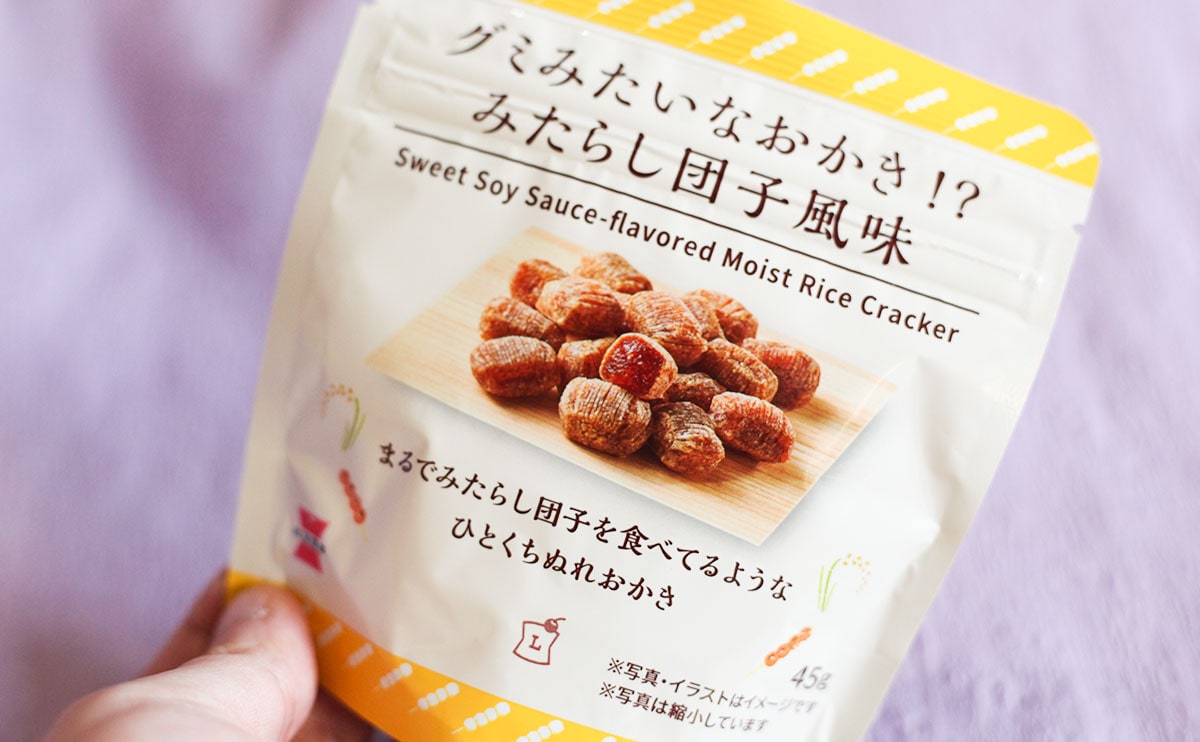 グミみたいなおかき!?
みたらし団子風味
Sweet Soy Sauce-flavored Moist Rice Cracker
まるでみたらし団子を食べてるような
ひとくちぬれおかき
L
45g
※写真・イラストはイメージです
※写真は縮小しています